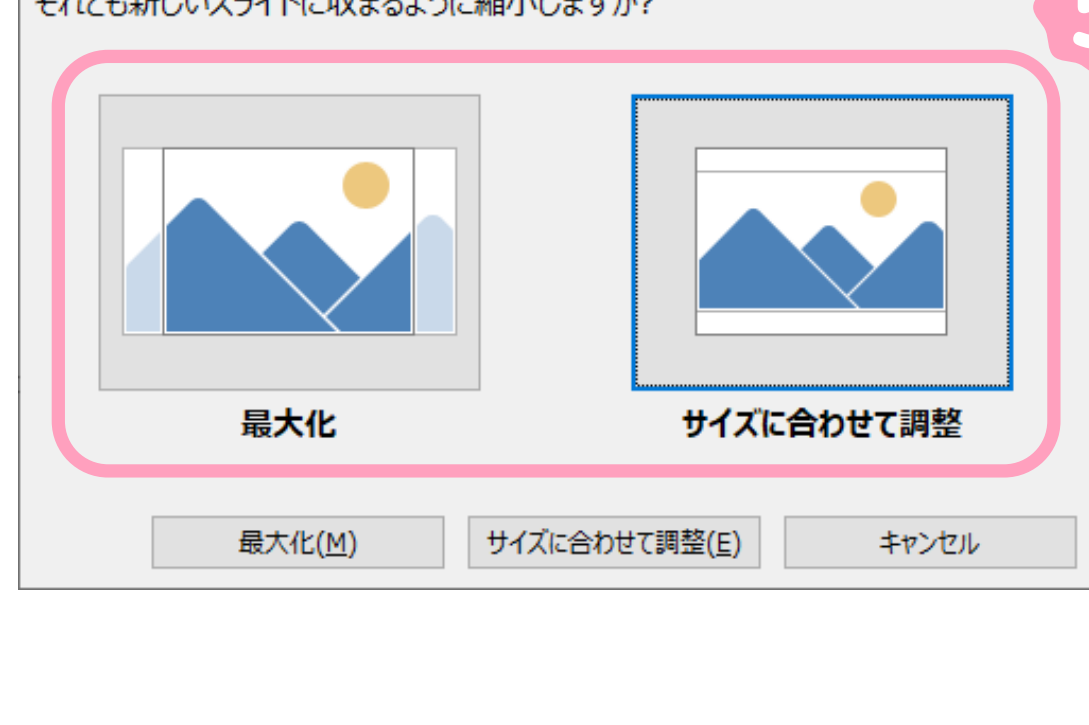 それとも新しいスライドに収まるように縮小しますか?
最大化
サイズに合わせて調整
最大化(M)
サイズに合わせて調整(E)
キャンセル